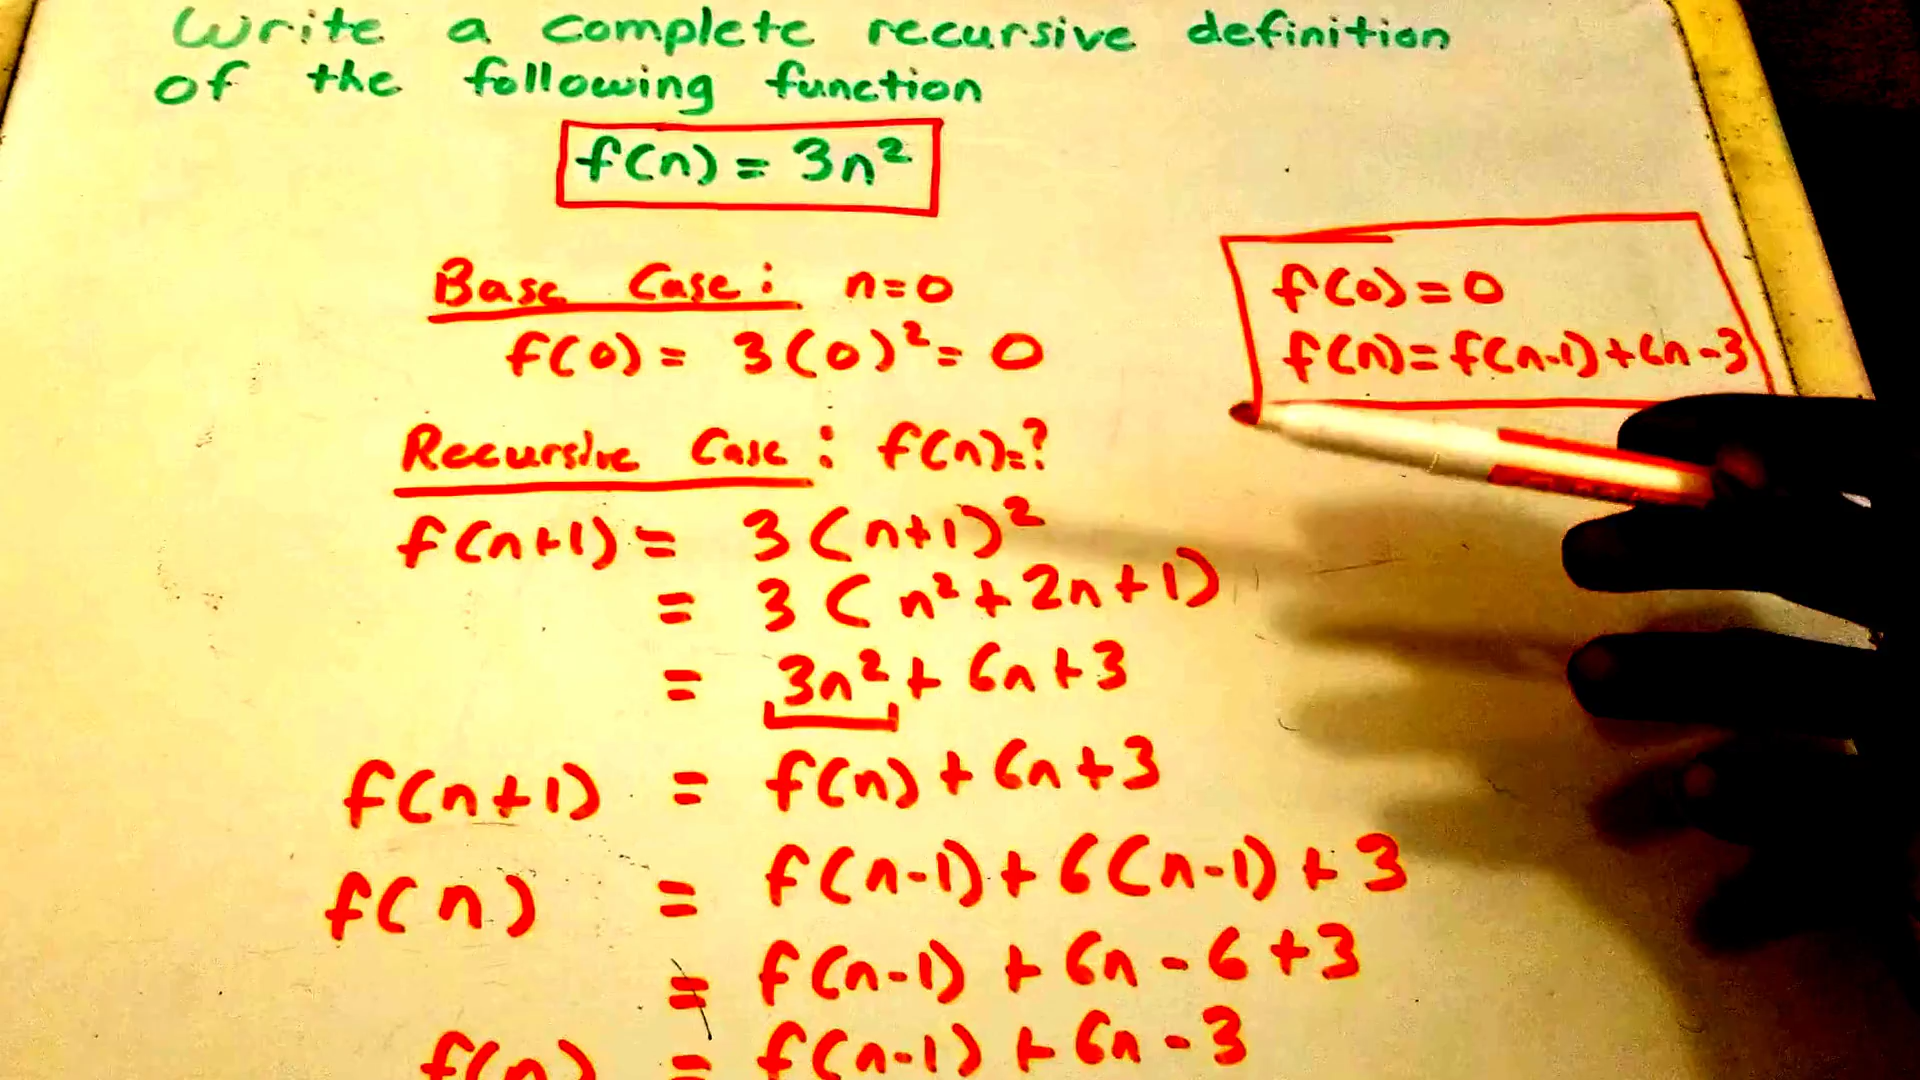 Write a complete recursive definition
of the following function
f(n) = 3n²
Base Case: n=0
f(0) = 3(0)² = 0
Recursive Case: f(n)=?
f(n+1) = 3(n+1)²
= 3(n²+2n+1)
= 3n²+6n+3
f(n+1) = f(n)+6n+3
f(n) = f(n-1)+6(n-1)+3
= f(n-1)+6n-6+3
f(n) = f(n-1)+6n-3
f(0)=0
f(n)=f(n-1)+6n-3